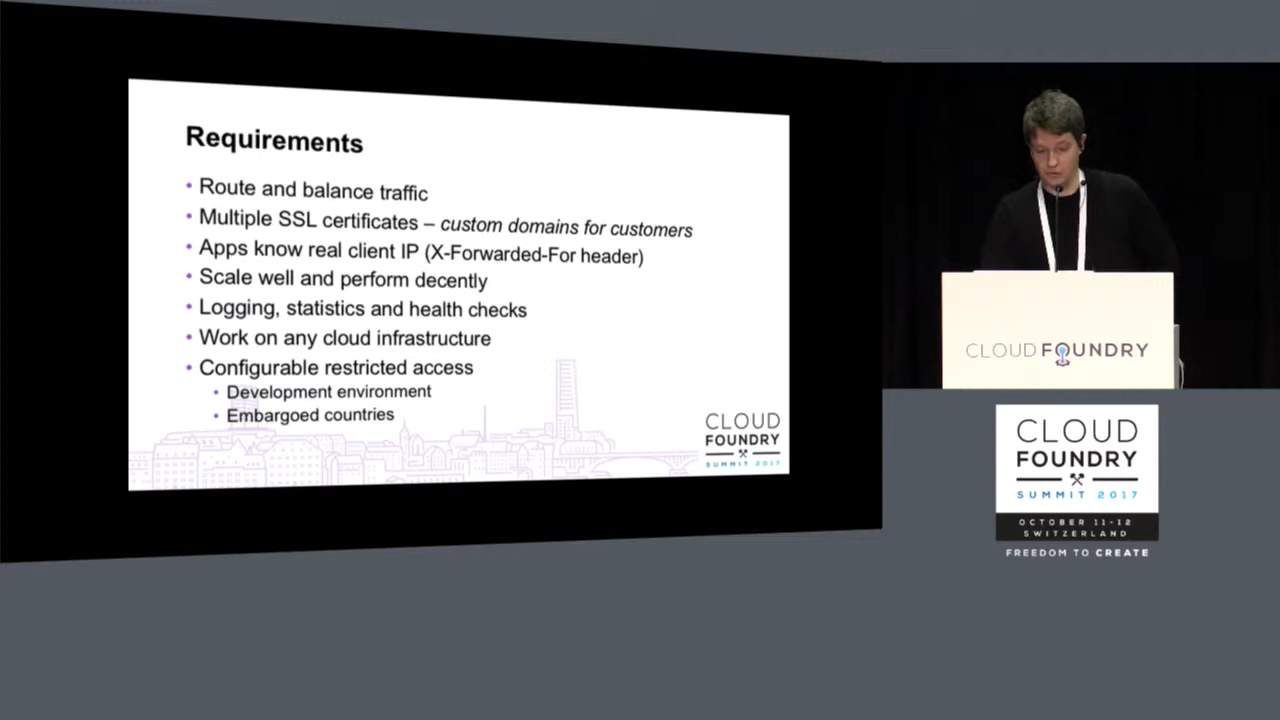 Requirements
• Route and balance traffic
• Multiple SSL certificates – custom domains for customers
• Apps know real client IP (X-Forwarded-For header)
• Scale well and perform decently
• Logging, statistics and health checks
• Work on any cloud infrastructure
• Configurable restricted access
• Development environment
• Embargoed countries
CLOUD
FOUNDRY
SUMMIT 2017
CLOUD FOUNDRY
CLOUD
FOUNDRY
SUMMIT 2017
OCTOBER 11-12
SWITZERLAND
FREEDOM TO CREATE